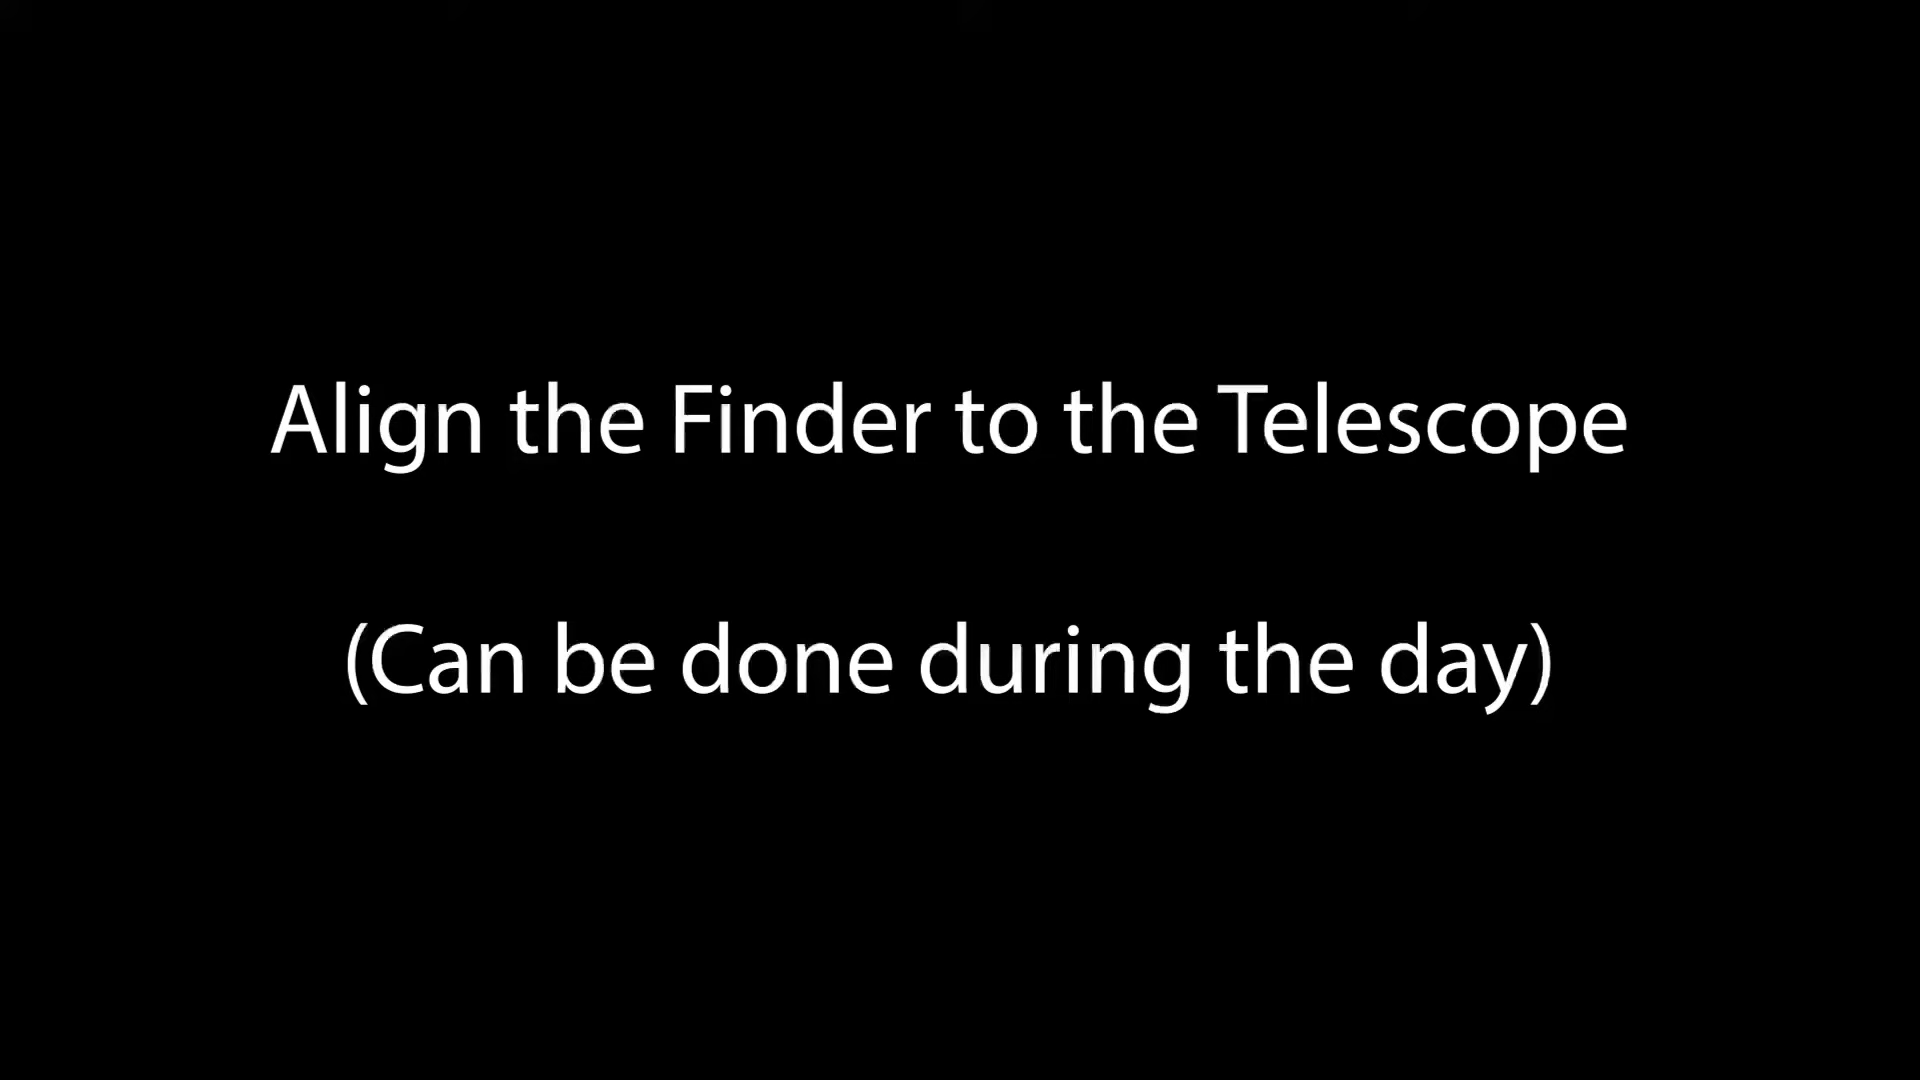 Align the Finder to the Telescope
(Can be done during the day)